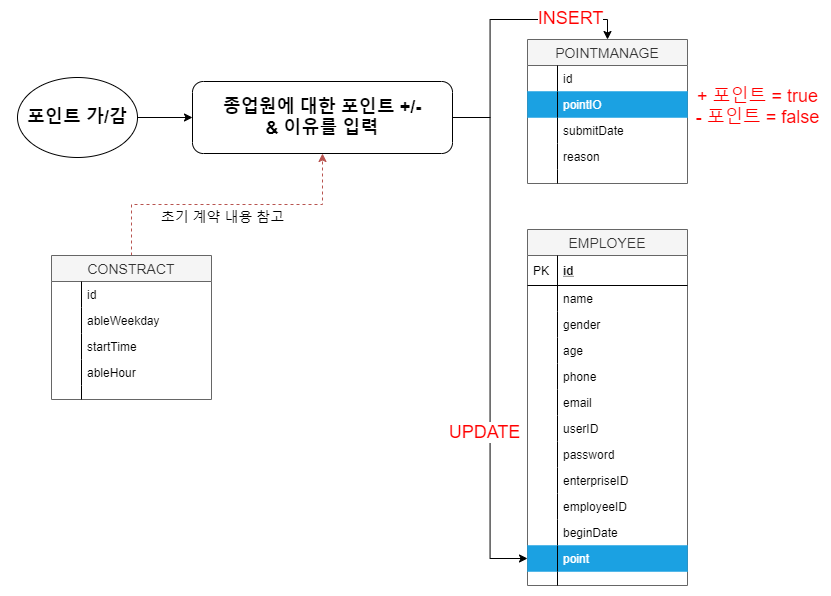 포인트 가/감
종업원에 대한 포인트 +/-
& 이유를 입력
초기 계약 내용 참고
CONSTRACT
id
ableWeekday
startTime
ableHour
INSERT
POINTMANAGE
id
pointIO
submitDate
reason
+ 포인트 = true
- 포인트 = false
UPDATE
EMPLOYEE
PK id
name
gender
age
phone
email
userID
password
enterpriseID
employeeID
beginDate
point